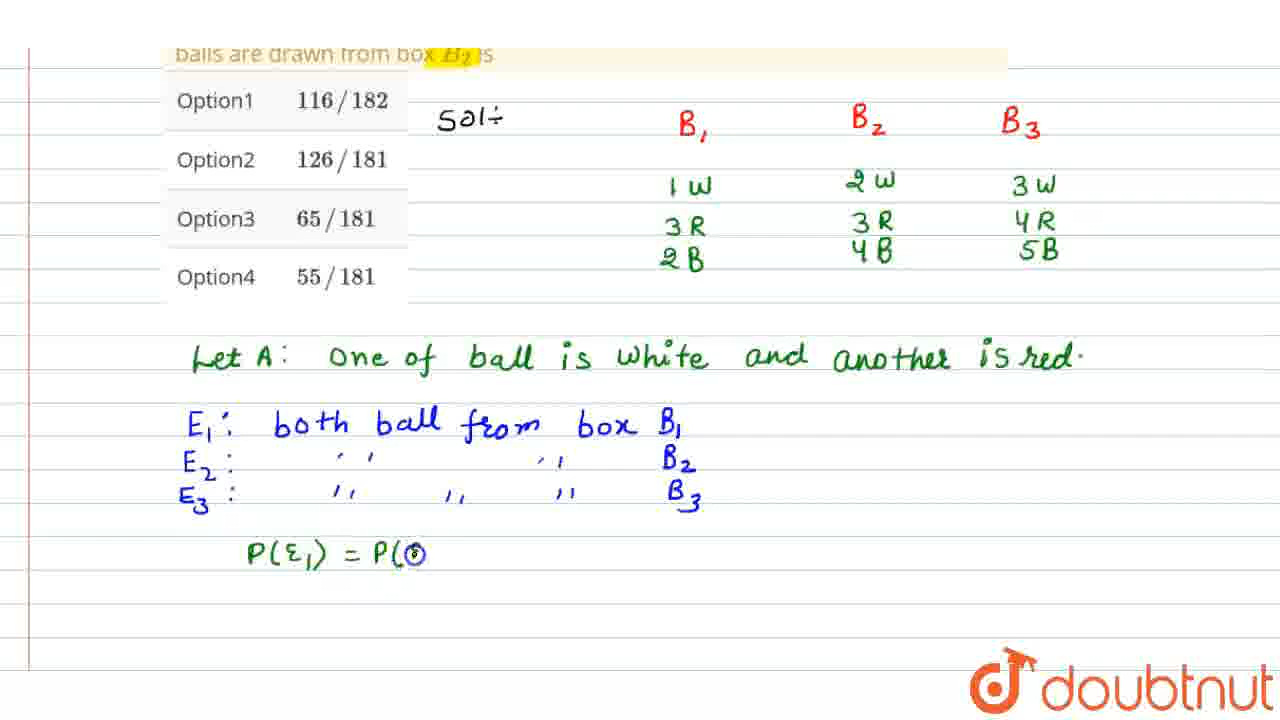 balls are drawn from box B₂ is
Option1 116/182
Option2 126/181
Option3 65/181
Option4 55/181
Sol:-
B₁ B₂ B₃
1 W 2 W 3 W
3 R 3 R 4 R
2 B 4 B 5 B
Let A: One of ball is white and another is red.
E₁: both ball from box B₁
E₂: ,, ,, B₂
E₃: ,, ,, ,, B₃
P(E₁) = P(
doubtnut